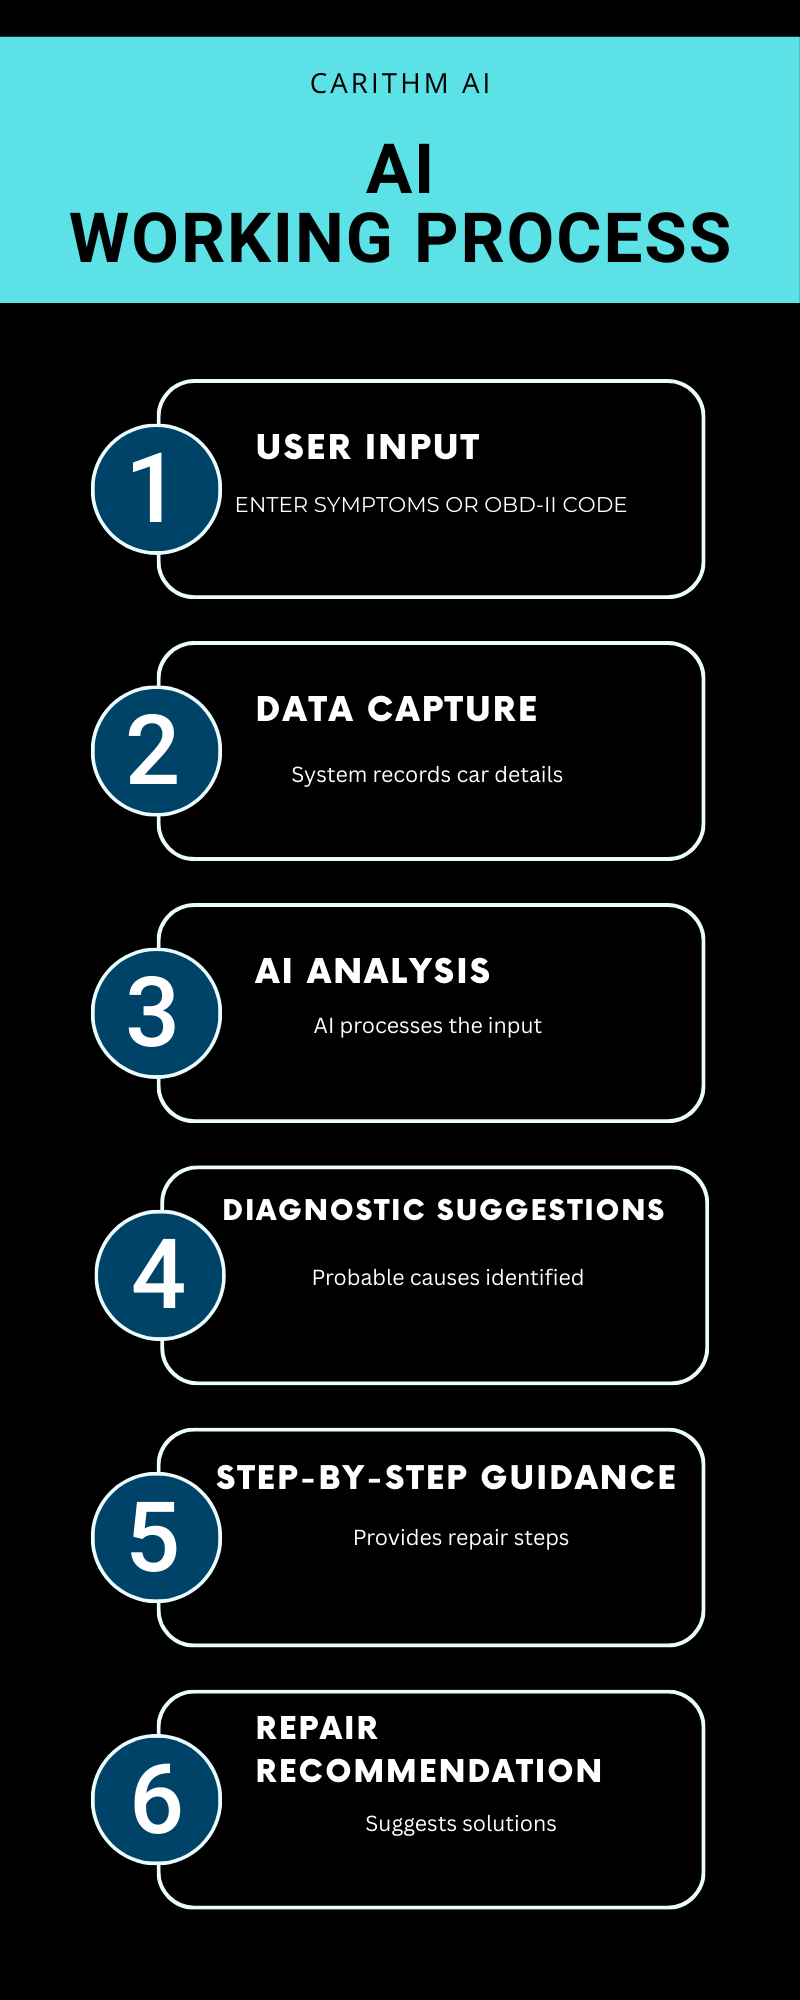 CARITHM AI
AI
WORKING PROCESS
1
USER INPUT
ENTER SYMPTOMS OR OBD-II CODE
2
DATA CAPTURE
System records car details
3
AI ANALYSIS
AI processes the input
4
DIAGNOSTIC SUGGESTIONS
Probable causes identified
5
STEP-BY-STEP GUIDANCE
Provides repair steps
6
REPAIR
RECOMMENDATION
Suggests solutions